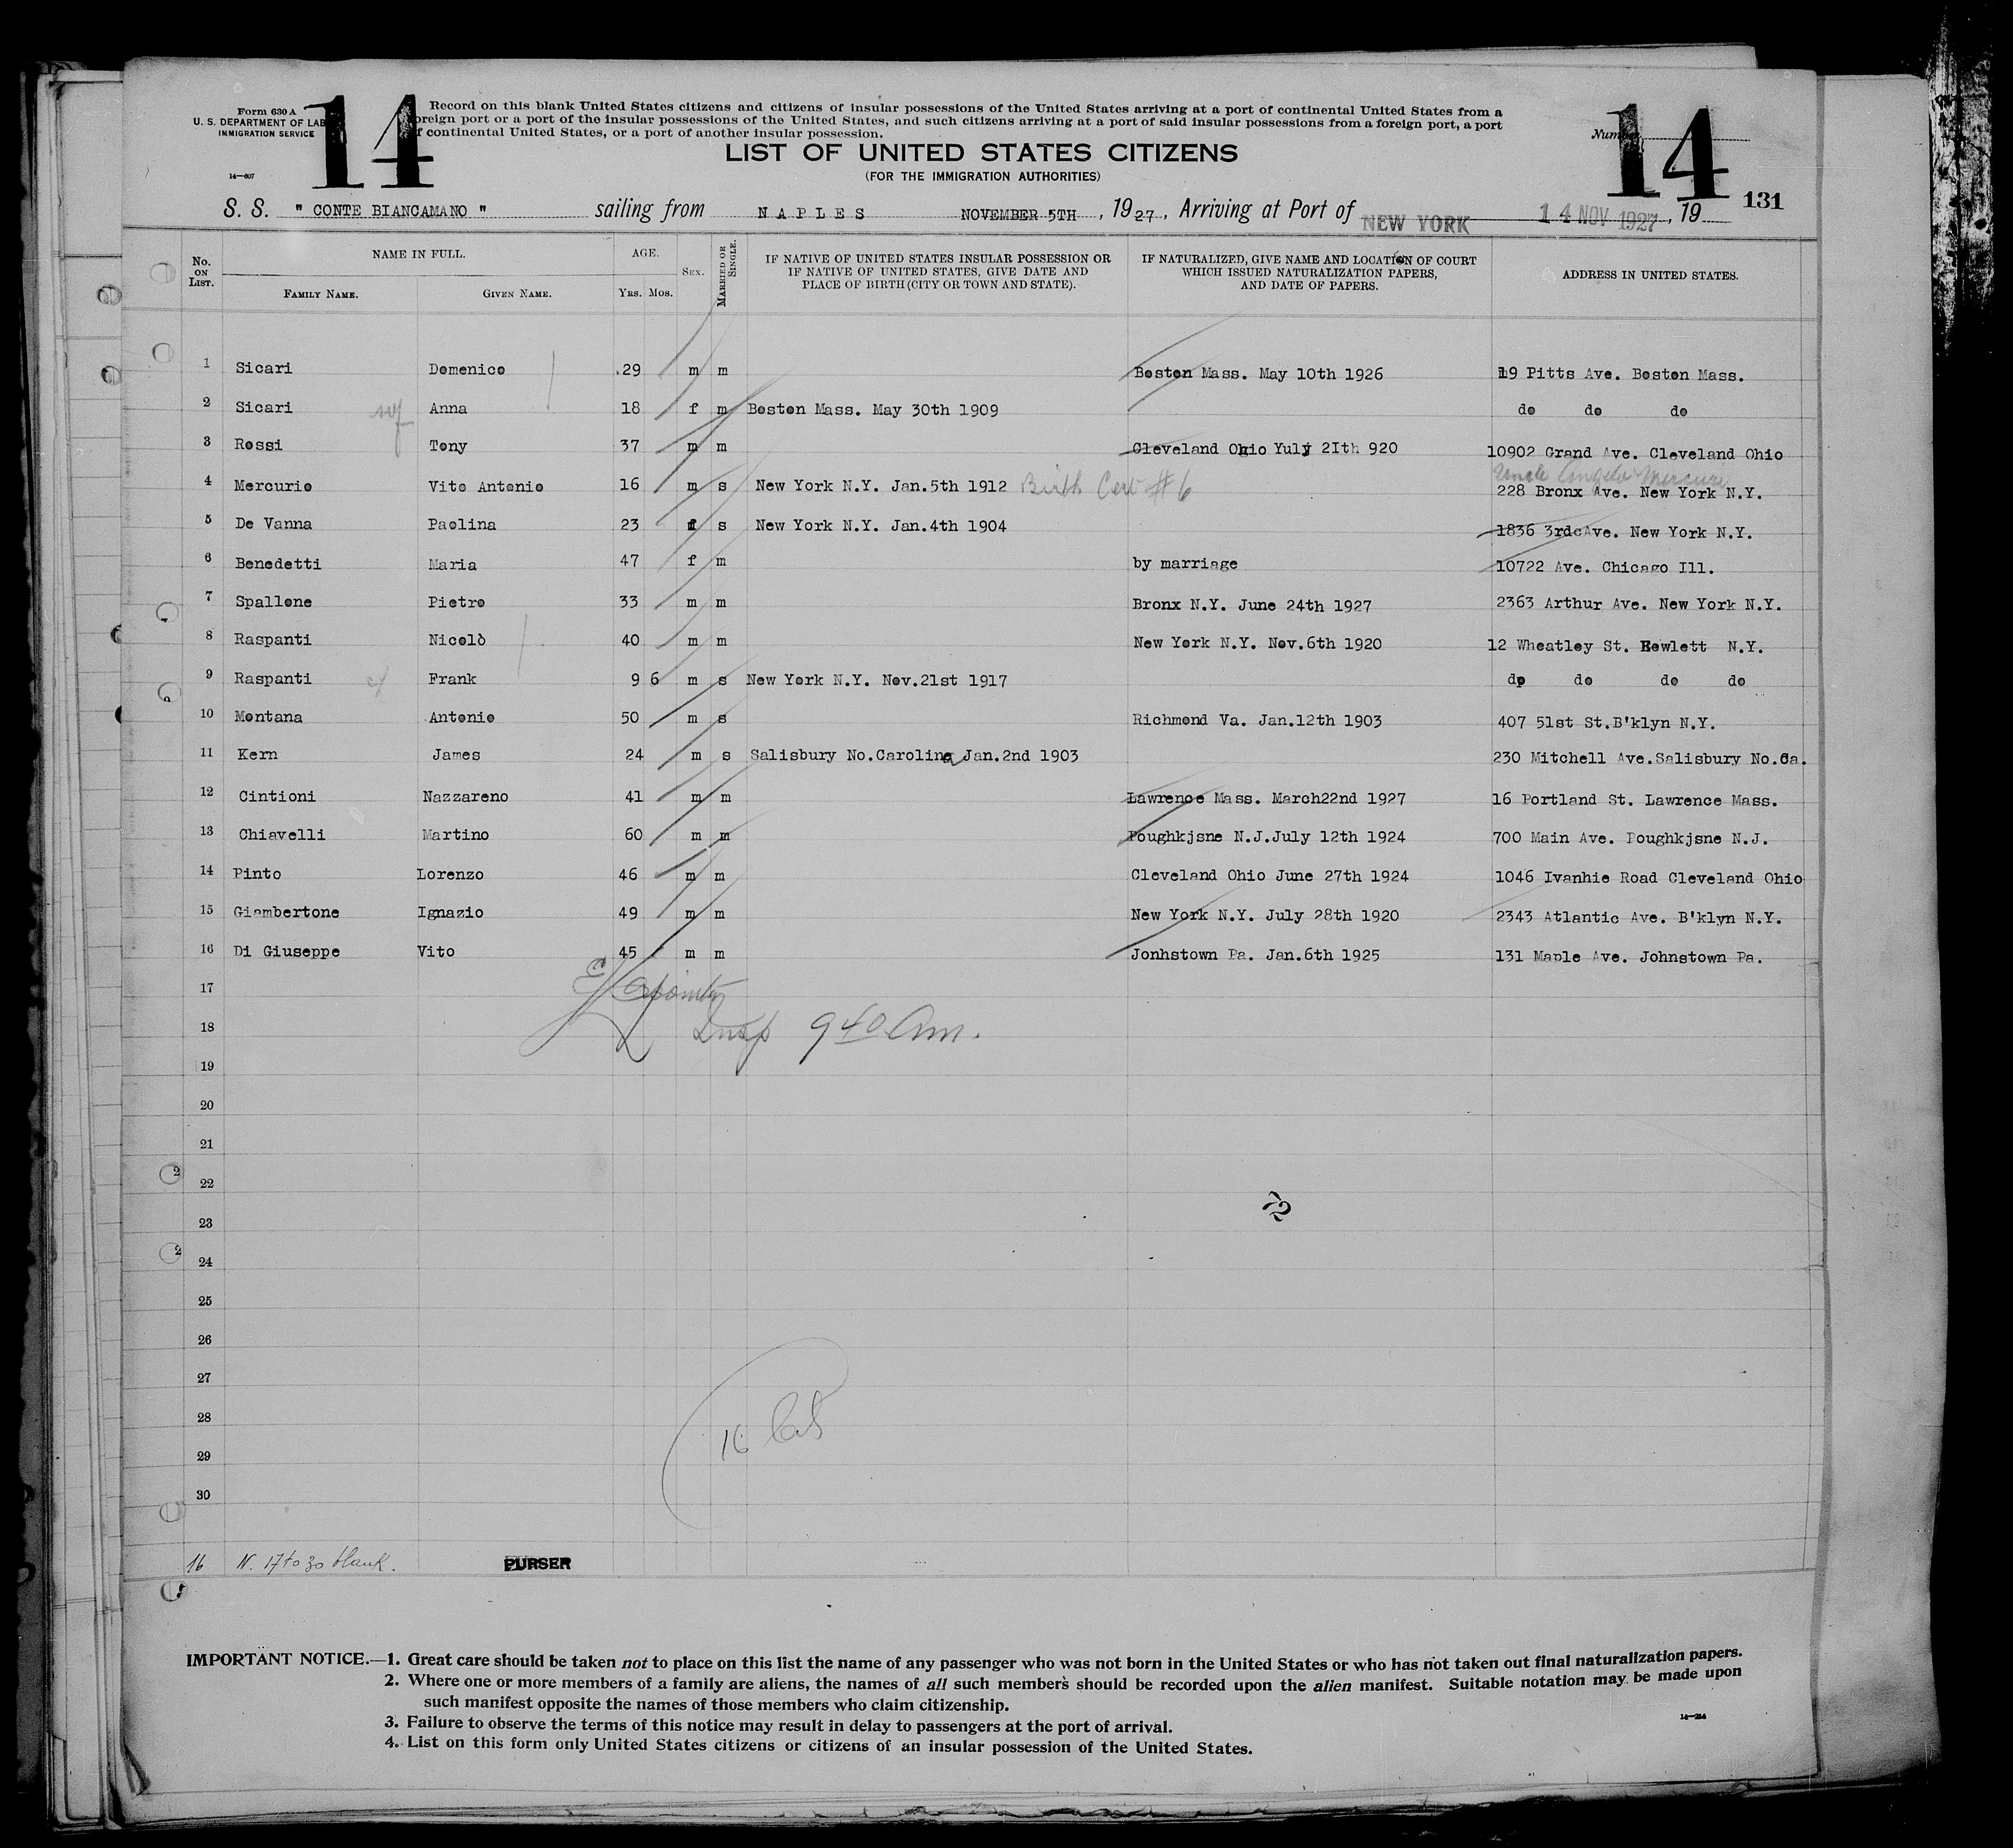 Form 630 A
U. S. DEPARTMENT OF LAB
IMMIGRATION SERVICE
14—607
14
Record on this blank United States citizens and citizens of insular possessions of the United States arriving at a port of continental United States from a
oreign port or a port of the insular possessions of the United States, and such citizens arriving at a port of said insular possessions from a foreign port, a port
f continental United States, or a port of another insular possession.
Number
14
LIST OF UNITED STATES CITIZENS
(FOR THE IMMIGRATION AUTHORITIES)
131
S. S. " CONTE BIANCAMANO " sailing from NAPLES NOVEMBER 5TH , 1927 , Arriving at Port of NEW YORK 14 NOV 1927 , 19
No. ON LIST. NAME IN FULL. FAMILY NAME. GIVEN NAME. AGE. Yrs. Mos. SEX. MARRIED OR SINGLE. IF NATIVE OF UNITED STATES INSULAR POSSESSION OR IF NATIVE OF UNITED STATES, GIVE DATE AND PLACE OF BIRTH (CITY OR TOWN AND STATE). IF NATURALIZED, GIVE NAME AND LOCATION OF COURT WHICH ISSUED NATURALIZATION PAPERS, AND DATE OF PAPERS. ADDRESS IN UNITED STATES.
1 Sicari Domenico 29 m m Boston Mass. May 10th 1926 19 Pitts Ave. Boston Mass.
2 Sicari wf Anna 18 f m Boston Mass. May 30th 1909 do do do
3 Rossi Tony 37 m m Cleveland Ohio Yuly 2Ith 920 10902 Grand Ave. Cleveland Ohio
Uncle Angelo Mercurio
4 Mercurio Vito Antonio 16 m s New York N.Y. Jan.5th 1912 Birth Cert #6 228 Bronx Ave. New York N.Y.
5 De Vanna Paolina 23 f s New York N.Y. Jan.4th 1904 1836 3rdcAve. New York N.Y.
6 Benedetti Maria 47 f m by marriage 10722 Ave. Chicago Ill.
7 Spallone Pietro 33 m m Bronx N.Y. June 24th 1927 2363 Arthur Ave. New York N.Y.
8 Raspanti Nicolò 40 m m New York N.Y. Nov.6th 1920 12 Wheatley St. Hewlett N.Y.
9 Raspanti Frank 9 6 m s New York N.Y. Nov.21st 1917 do do do do
10 Montana Antonio 50 m s Richmond Va. Jan.12th 1903 407 51st St.B'klyn N.Y.
11 Kern James 24 m s Salisbury No.Carolina Jan.2nd 1903 230 Mitchell Ave.Salisbury No.Ca.
12 Cintioni Nazzareno 41 m m Lawrence Mass. March22nd 1927 16 Portland St. Lawrence Mass.
13 Chiavelli Martino 60 m m Poughkjsne N.J.July 12th 1924 700 Main Ave. Poughkjsne N.J.
14 Pinto Lorenzo 46 m m Cleveland Ohio June 27th 1924 1046 Ivanhie Road Cleveland Ohio
15 Giambertone Ignazio 49 m m New York N.Y. July 28th 1920 2343 Atlantic Ave. B'klyn N.Y.
16 Di Giuseppe Vito 45 m m Jonhstown Pa. Jan.6th 1925 131 Maple Ave. Johnstown Pa.
17
18 Insp 9 40 Am.
19
20
21
22
23
24
25
26
27
28
29
30
16
16 N. 17 to 30 blank. PURSER
IMPORTANT NOTICE.—1. Great care should be taken not to place on this list the name of any passenger who was not born in the United States or who has not taken out final naturalization papers.
2. Where one or more members of a family are aliens, the names of all such members should be recorded upon the alien manifest. Suitable notation may be made upon
such manifest opposite the names of those members who claim citizenship.
3. Failure to observe the terms of this notice may result in delay to passengers at the port of arrival.
4. List on this form only United States citizens or citizens of an insular possession of the United States.